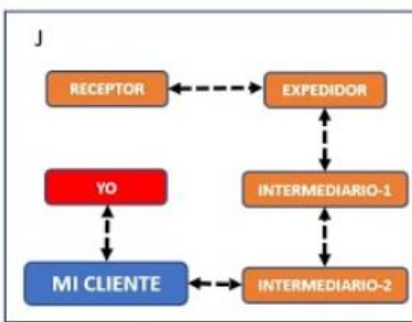 J
RECEPTOR
EXPEDIDOR
YO
INTERMEDIARIO-1
MI CLIENTE
INTERMEDIARIO-2